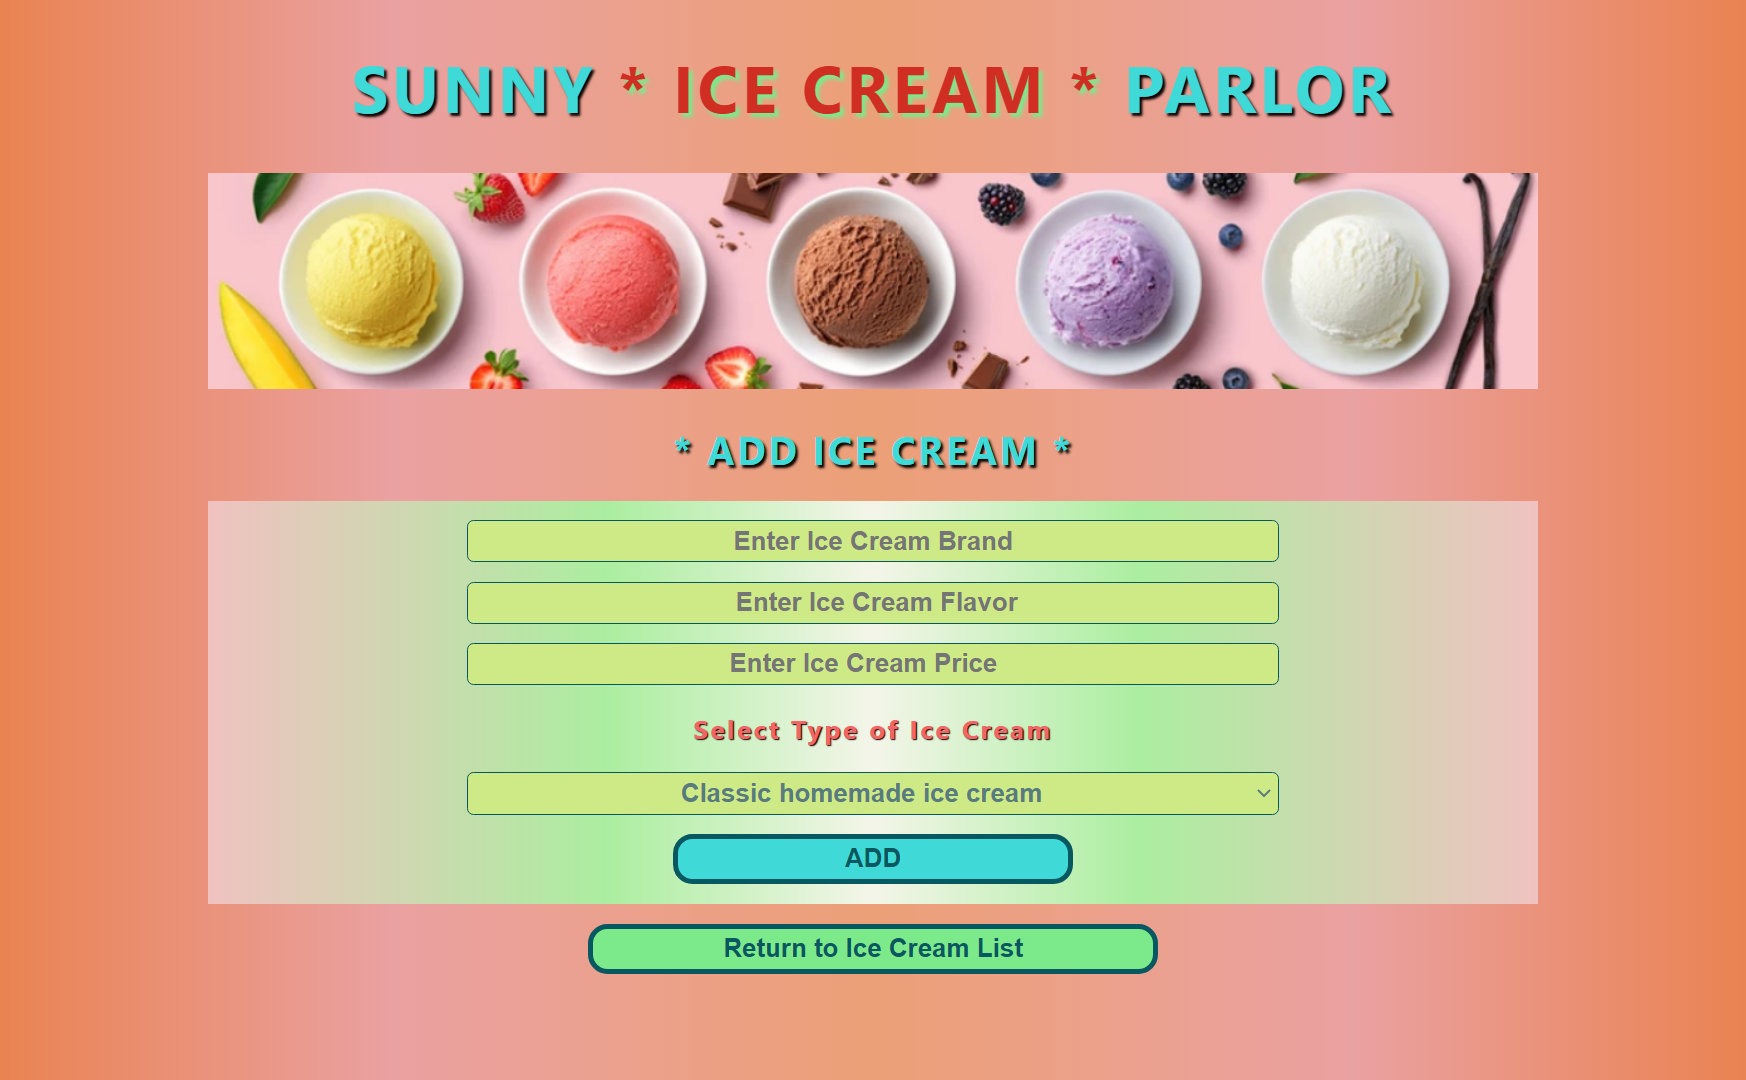 SUNNY * ICE CREAM * PARLOR
* ADD ICE CREAM *
Enter Ice Cream Brand
Enter Ice Cream Flavor
Enter Ice Cream Price
Select Type of Ice Cream
Classic homemade ice cream
ADD
Return to Ice Cream List